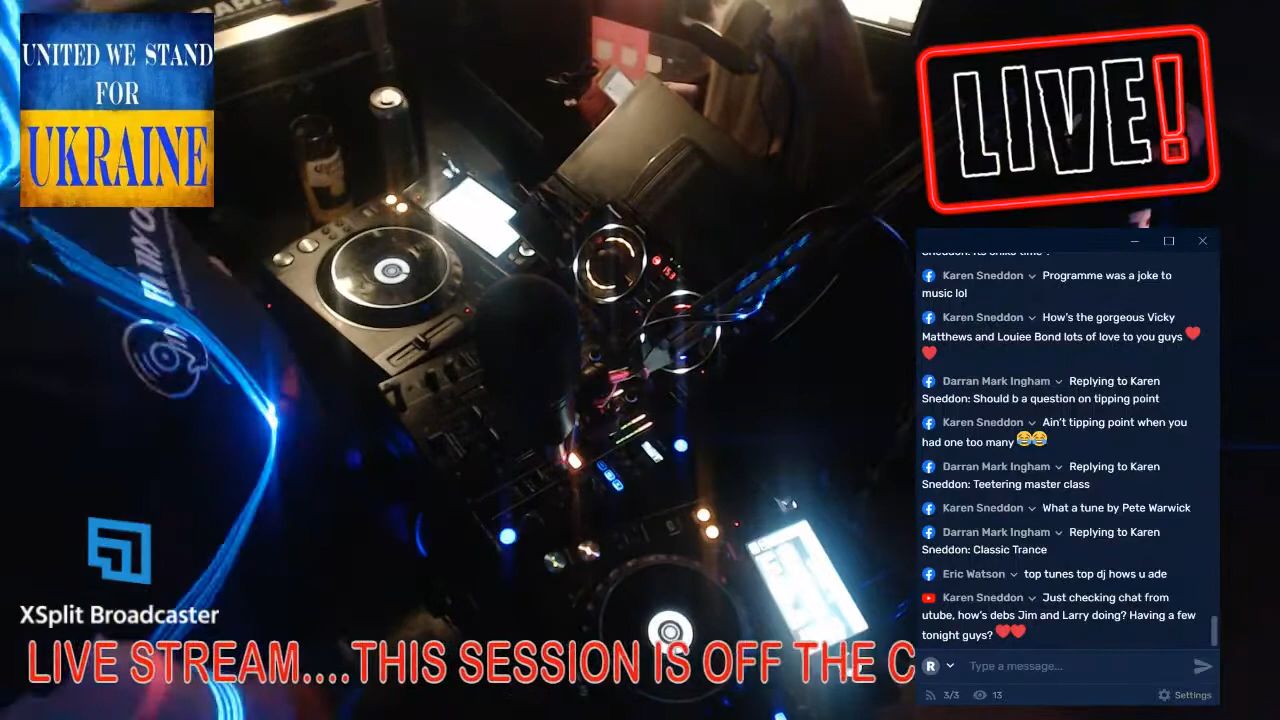 UNITED WE STAND
FOR
UKRAINE
LIVE!
Karen Sneddon Programme was a joke to
music lol
Karen Sneddon How's the gorgeous Vicky
Matthews and Louiee Bond lots of love to you guys ❤️
❤️
Darran Mark Ingham Replying to Karen
Sneddon: Should b a question on tipping point
Karen Sneddon Ain't tipping point when you
had one too many 😂😂
Darran Mark Ingham Replying to Karen
Sneddon: Teetering master class
Karen Sneddon What a tune by Pete Warwick
Darran Mark Ingham Replying to Karen
Sneddon: Classic Trance
Eric Watson top tunes top dj hows u ade
Karen Sneddon Just checking chat from
utube, how's debs Jim and Larry doing? Having a few
tonight guys? ❤️❤️
R Type a message...
3/3 13 Settings
XSplit Broadcaster
LIVE STREAM....THIS SESSION IS OFF THE C